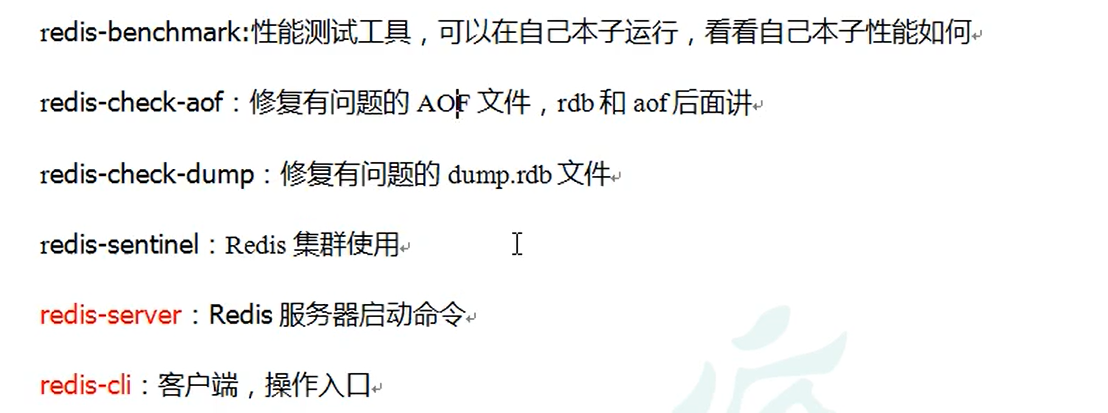 redis-benchmark:性能测试工具，可以在自己本子运行，看看自己本子性能如何
redis-check-aof：修复有问题的 AOF 文件，rdb 和 aof 后面讲
redis-check-dump：修复有问题的 dump.rdb 文件
redis-sentinel：Redis 集群使用
redis-server：Redis 服务器启动命令
redis-cli：客户端，操作入口